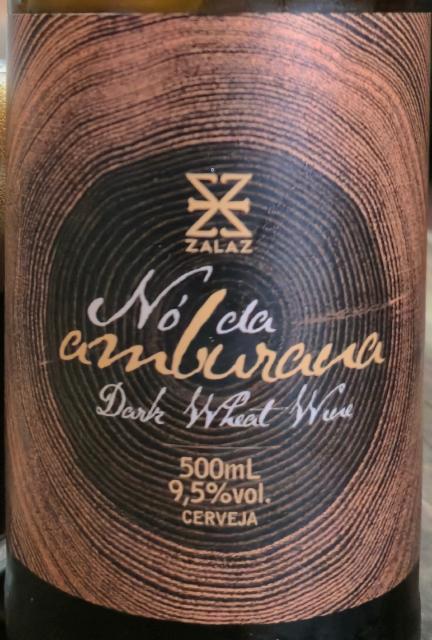 ZALAZ
Nó da
amburana
Dark Wheat Wine
500mL
9,5%vol.
CERVEJA